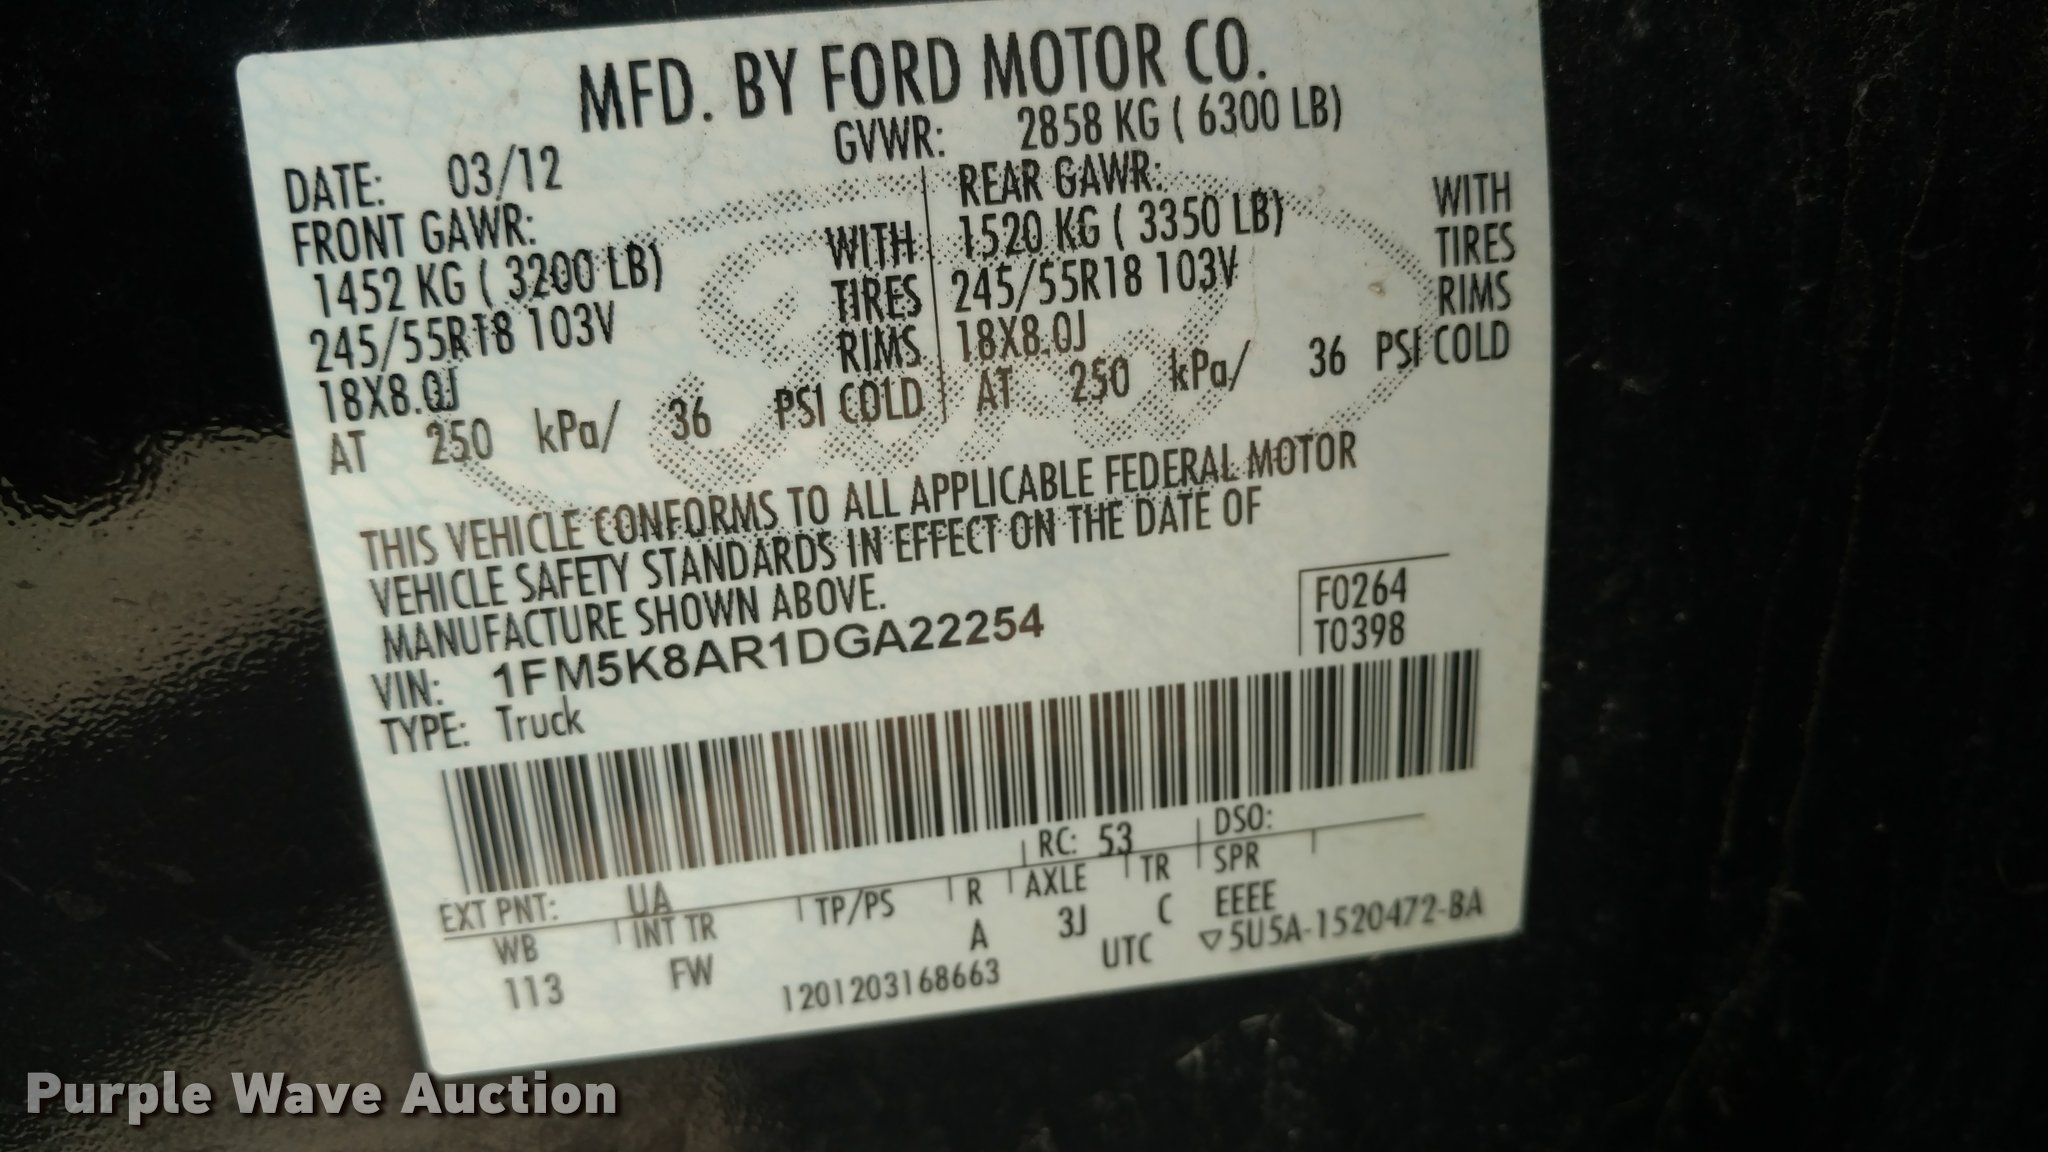 MFD. BY FORD MOTOR CO.
DATE: 03/12 GVWR: 2858 KG ( 6300 LB)
FRONT GAWR: REAR GAWR:
1452 KG ( 3200 LB) WITH 1520 KG ( 3350 LB) WITH
245/55R18 103V TIRES 245/55R18 103V TIRES
18X8.0J RIMS 18X8.0J RIMS
AT 250 kPa/ 36 PSI COLD AT 250 kPa/ 36 PSI COLD
Ford
THIS VEHICLE CONFORMS TO ALL APPLICABLE FEDERAL MOTOR
VEHICLE SAFETY STANDARDS IN EFFECT ON THE DATE OF
MANUFACTURE SHOWN ABOVE.
VIN: 1FM5K8AR1DGA22254
TYPE: Truck
F0264
T0398
EXT PNT: UA RC: 53 DSO:
WB INT TR TP/PS R AXLE TR SPR
113 FW A 3J C EEEE
1201203168663 UTC ▽5U5A-1520472-BA
Purple Wave Auction